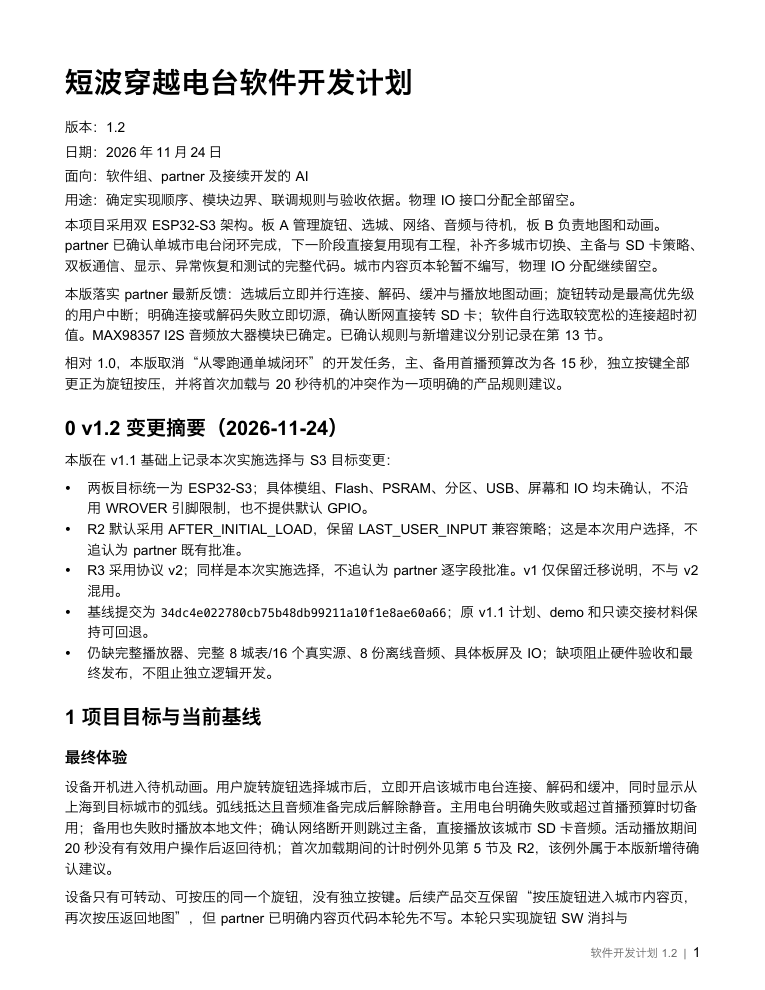 短波穿越电台软件开发计划
版本：1.2
日期：2026 年 11 月 24 日
面向：软件组、partner 及接续开发的 AI
用途：确定实现顺序、模块边界、联调规则与验收依据。物理 IO 接口分配全部留空。
本项目采用双 ESP32-S3 架构。板 A 管理旋钮、选城、网络、音频与待机，板 B 负责地图和动画。
partner 已确认单城市电台闭环完成，下一阶段直接复用现有工程，补齐多城市切换、主备与 SD 卡策略、
双板通信、显示、异常恢复和测试的完整代码。城市内容页本轮暂不编写，物理 IO 分配继续留空。
本版落实 partner 最新反馈：选城后立即并行连接、解码、缓冲与播放地图动画；旋钮转动是最高优先级
的用户中断；明确连接或解码失败立即切源，确认断网直接转 SD 卡；软件自行选取较宽松的连接超时初
值。MAX98357 I2S 音频放大器模块已确定。已确认规则与新增建议分别记录在第 13 节。
相对 1.0，本版取消“从零跑通单城闭环”的开发任务，主、备用首播预算改为各 15 秒，独立按键全部
更正为旋钮按压，并将首次加载与 20 秒待机的冲突作为一项明确的产品规则建议。
0 v1.2 变更摘要（2026-11-24）
本版在 v1.1 基础上记录本次实施选择与 S3 目标变更：
• 两板目标统一为 ESP32-S3；具体模组、Flash、PSRAM、分区、USB、屏幕和 IO 均未确认，不沿
用 WROVER 引脚限制，也不提供默认 GPIO。
• R2 默认采用 AFTER_INITIAL_LOAD，保留 LAST_USER_INPUT 兼容策略；这是本次用户选择，不
追认为 partner 既有批准。
• R3 采用协议 v2；同样是本次实施选择，不追认为 partner 逐字段批准。v1 仅保留迁移说明，不与 v2
混用。
• 基线提交为 34dc4e022780cb75b48db99211a10f1e8ae60a66；原 v1.1 计划、demo 和只读交接材料保
持可回退。
• 仍缺完整播放器、完整 8 城表/16 个真实源、8 份离线音频、具体板屏及 IO；缺项阻止硬件验收和最
终发布，不阻止独立逻辑开发。
1 项目目标与当前基线
最终体验
设备开机进入待机动画。用户旋转旋钮选择城市后，立即开启该城市电台连接、解码和缓冲，同时显示从
上海到目标城市的弧线。弧线抵达且音频准备完成后解除静音。主用电台明确失败或超过首播预算时切备
用；备用也失败时播放本地文件；确认网络断开则跳过主备，直接播放该城市 SD 卡音频。活动播放期间
20 秒没有有效用户操作后返回待机；首次加载期间的计时例外见第 5 节及 R2，该例外属于本版新增待确
认建议。
设备只有可转动、可按压的同一个旋钮，没有独立按键。后续产品交互保留“按压旋钮进入城市内容页，
再次按压返回地图”，但 partner 已明确内容页代码本轮先不写。本轮只实现旋钮 SW 消抖与
软件开发计划 1.2 | 1